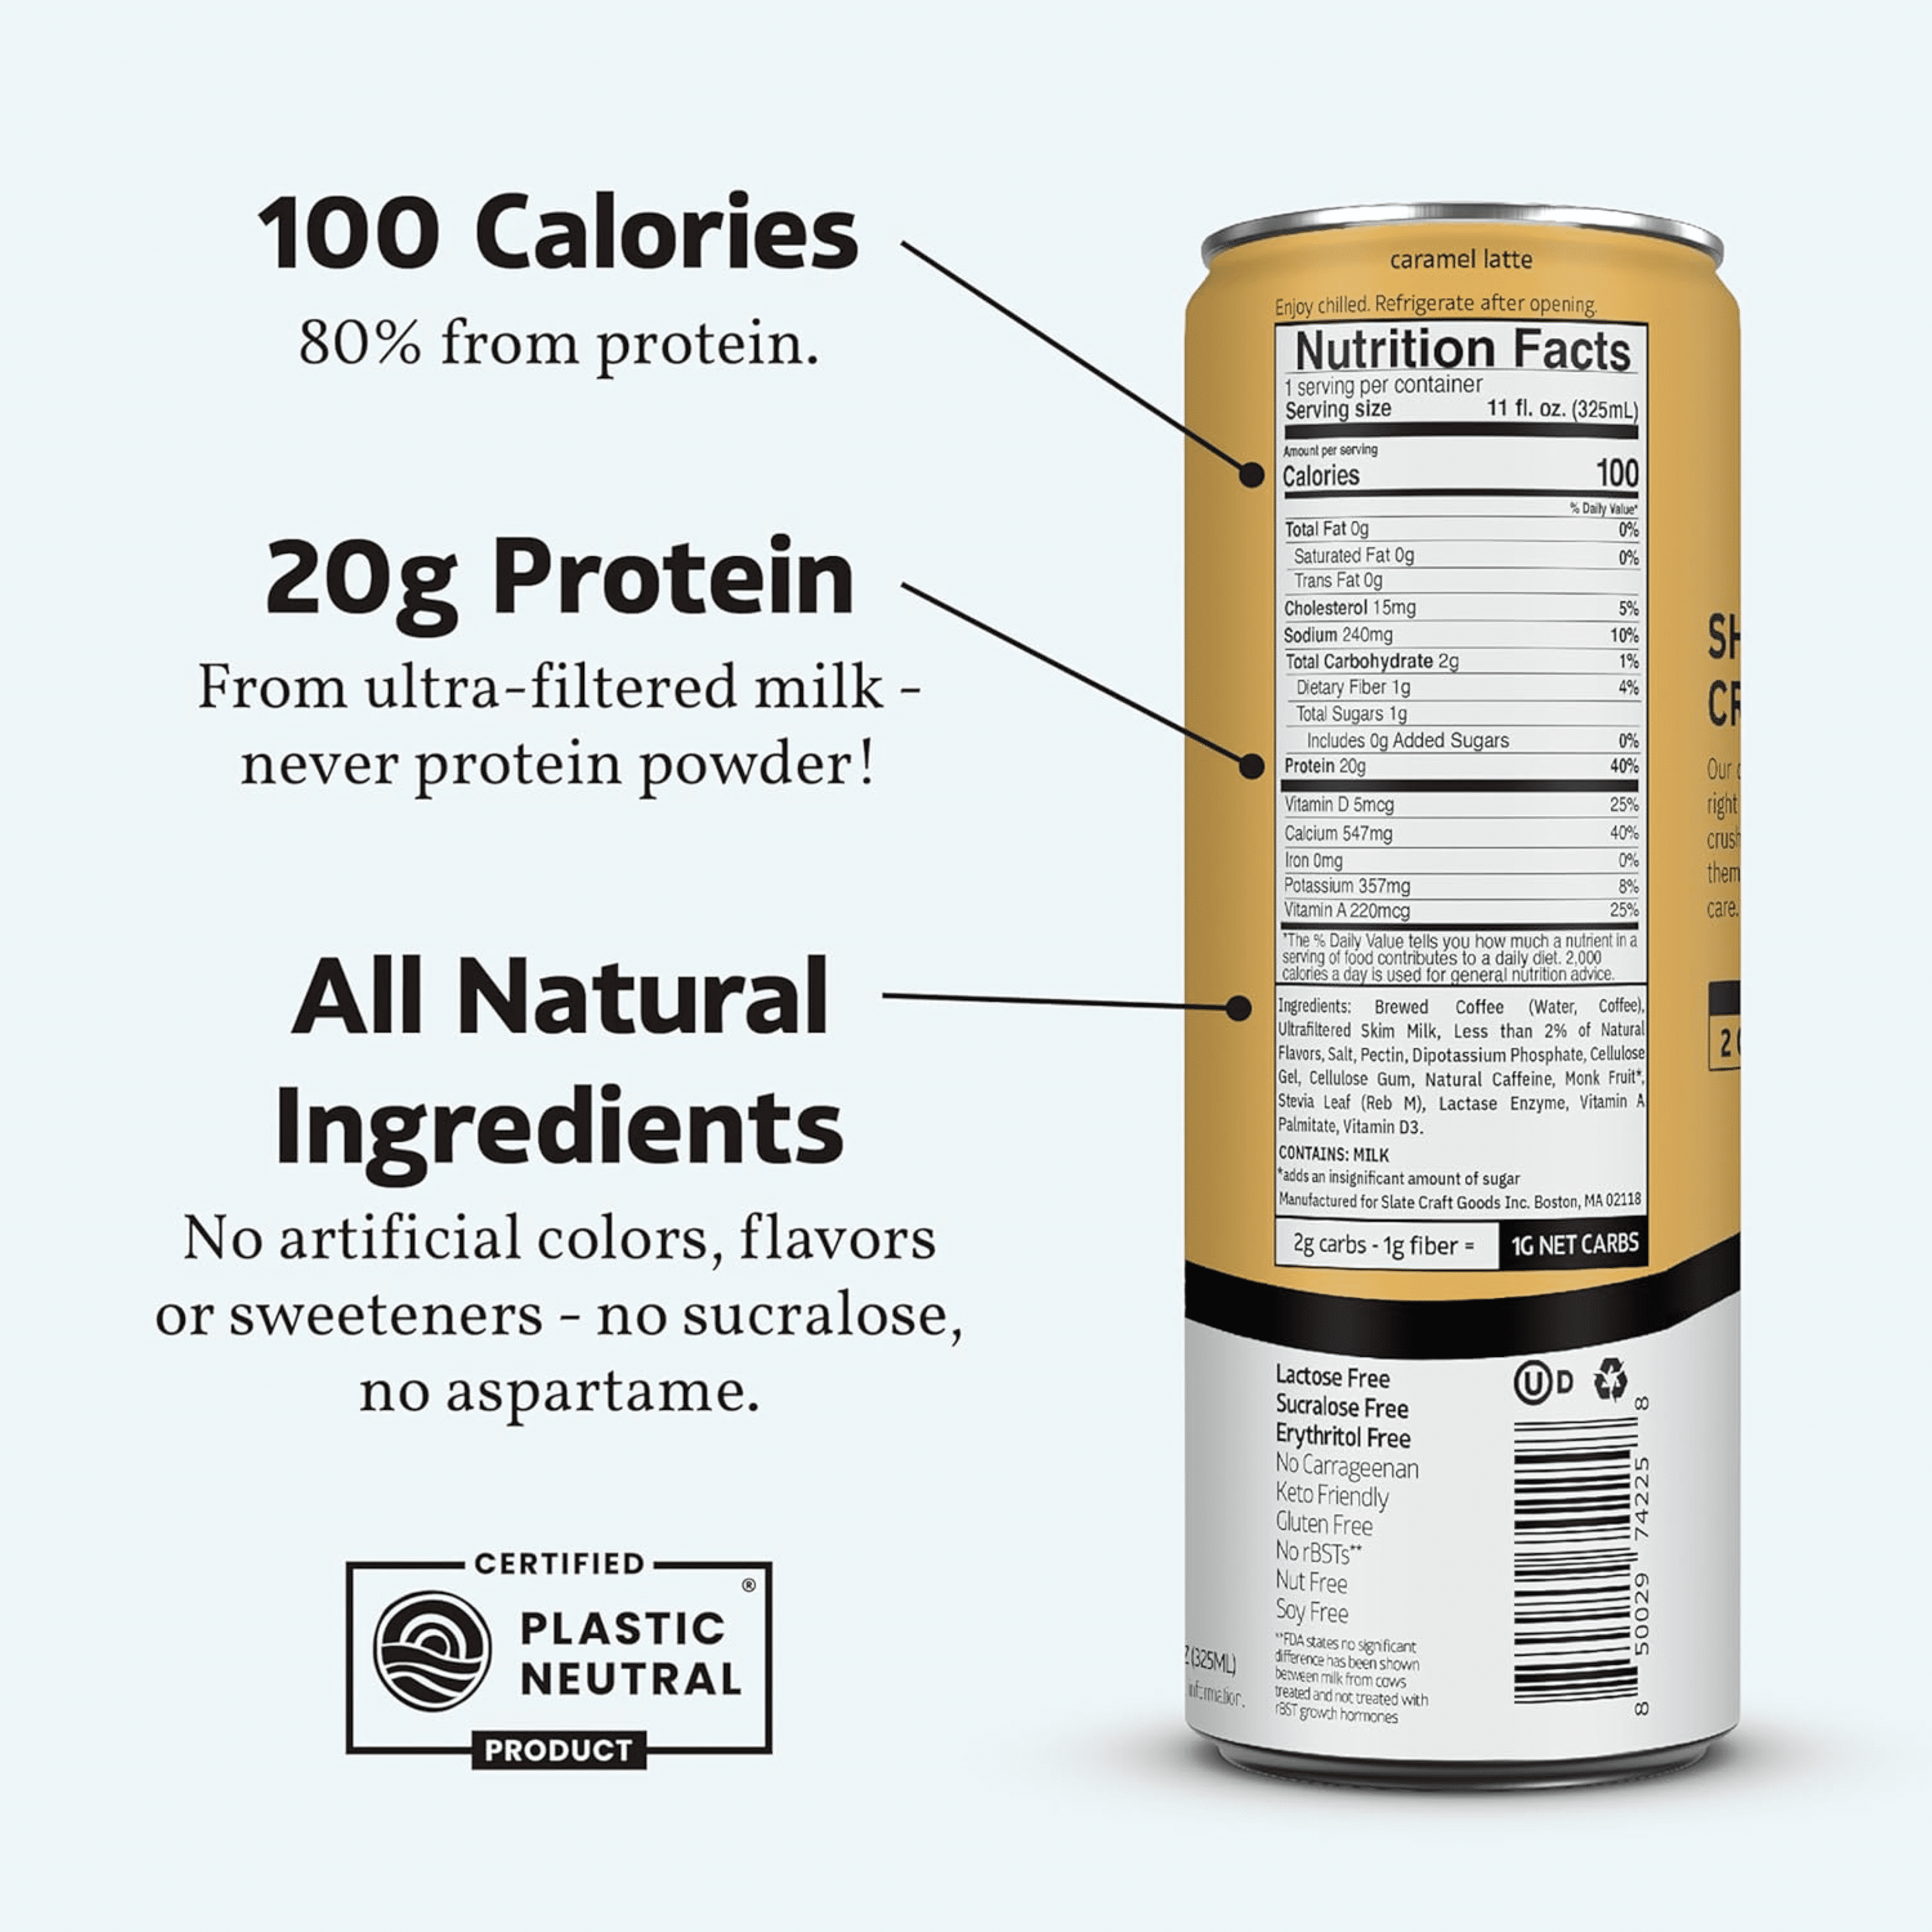 100 Calories
80% from protein.
20g Protein
From ultra-filtered milk -
never protein powder!
All Natural
Ingredients
No artificial colors, flavors
or sweeteners - no sucralose,
no aspartame.
CERTIFIED
®
PLASTIC
NEUTRAL
PRODUCT
caramel latte
Enjoy chilled. Refrigerate after opening.
Nutrition Facts
1 serving per container
Serving size 11 fl. oz. (325mL)
Amount per serving
Calories 100
% Daily Value*
Total Fat 0g 0%
Saturated Fat 0g 0%
Trans Fat 0g
Cholesterol 15mg 5%
Sodium 240mg 10%
Total Carbohydrate 2g 1%
Dietary Fiber 1g 4%
Total Sugars 1g
Includes 0g Added Sugars 0%
Protein 20g 40%
Vitamin D 5mcg 25%
Calcium 547mg 40%
Iron 0mg 0%
Potassium 357mg 8%
Vitamin A 220mcg 25%
*The % Daily Value tells you how much a nutrient in a
serving of food contributes to a daily diet. 2,000
calories a day is used for general nutrition advice.
Ingredients: Brewed Coffee (Water, Coffee),
Ultrafiltered Skim Milk, Less than 2% of Natural
Flavors, Salt, Pectin, Dipotassium Phosphate, Cellulose
Gel, Cellulose Gum, Natural Caffeine, Monk Fruit*,
Stevia Leaf (Reb M), Lactase Enzyme, Vitamin A
Palmitate, Vitamin D3.
CONTAINS: MILK
*adds an insignificant amount of sugar
Manufactured for Slate Craft Goods Inc. Boston, MA 02118
2g carbs - 1g fiber = 1G NET CARBS
Lactose Free
Sucralose Free
Erythritol Free
No Carrageenan
Keto Friendly
Gluten Free
No rBSTs**
Nut Free
Soy Free
**FDA states no significant
difference has been shown
between milk from cows
treated and not treated with
rBST growth hormones
U D
8 50029 74225 8
(325ML)
information.
Our
right
them
care.
2